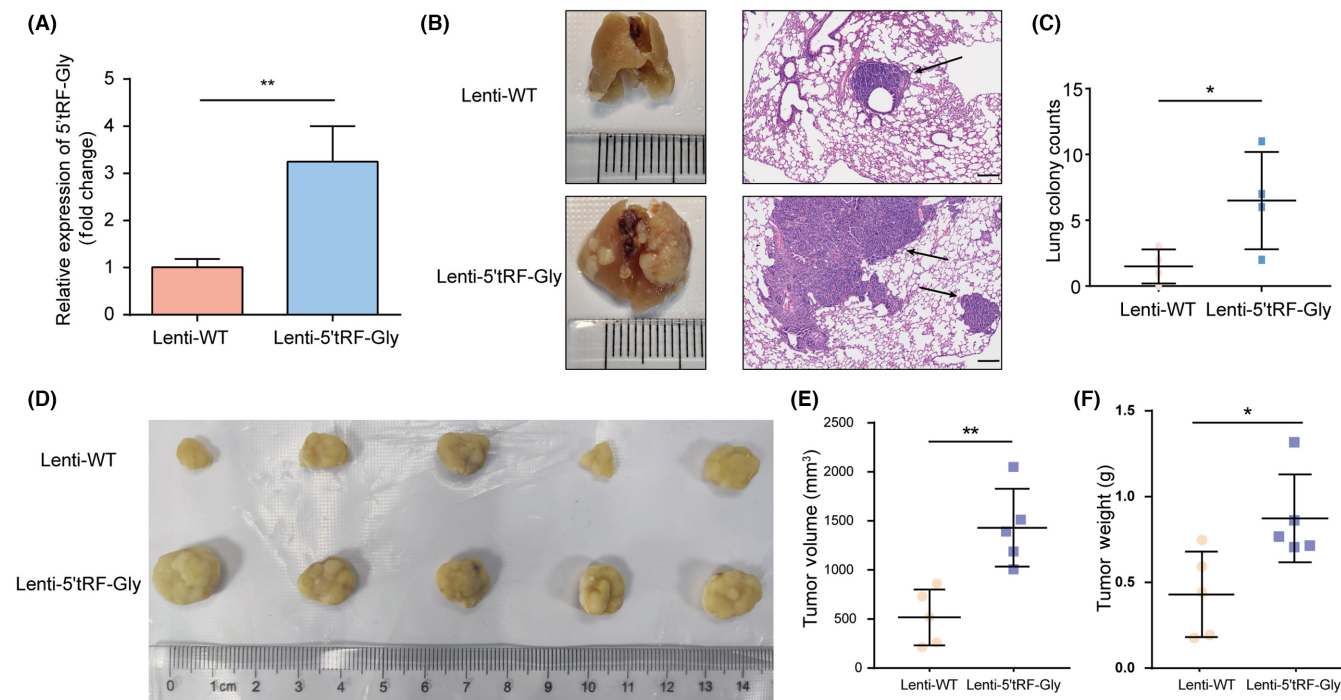 (A)
Relative expression of 5'tRF-Gly
(fold change)
5
4
3
2
1
0
**
Lenti-WT
Lenti-5'tRF-Gly
(B)
Lenti-WT
Lenti-5'tRF-Gly
(C)
Lung colony counts
15
10
5
0
*
Lenti-WT
Lenti-5'tRF-Gly
(D)
Lenti-WT
Lenti-5'tRF-Gly
0 1 cm 2 3 4 5 6 7 8 9 10 11 12 13 14
(E)
Tumor volume (mm³)
2500
2000
1500
1000
500
0
**
Lenti-WT
Lenti-5'tRF-Gly
(F)
Tumor weight (g)
1.5
1.0
0.5
0.0
*
Lenti-WT
Lenti-5'tRF-Gly